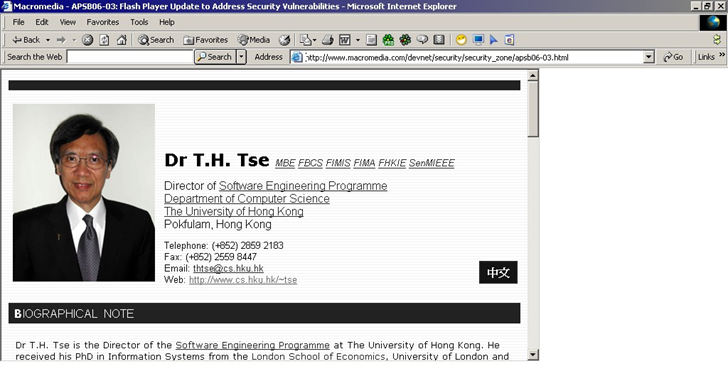 Macromedia - APSB06-03: Flash Player Update to Address Security Vulnerabilities - Microsoft Internet Explorer
File Edit View Favorites Tools Help
Back Search Favorites Media
Search the Web Search Address http://www.macromedia.com/devnet/security/security_zone/apsb06-03.html Go Links »
Dr T.H. Tse MBE FBCS FIMIS FIMA FHKIE SenMIEEE
Director of Software Engineering Programme
Department of Computer Science
The University of Hong Kong
Pokfulam, Hong Kong
Telephone: (+852) 2859 2183
Fax: (+852) 2559 8447
Email: thtse@cs.hku.hk
Web: http://www.cs.hku.hk/~tse
中文
BIOGRAPHICAL NOTE
Dr T.H. Tse is the Director of the Software Engineering Programme at The University of Hong Kong. He
received his PhD in Information Systems from the London School of Economics, University of London and